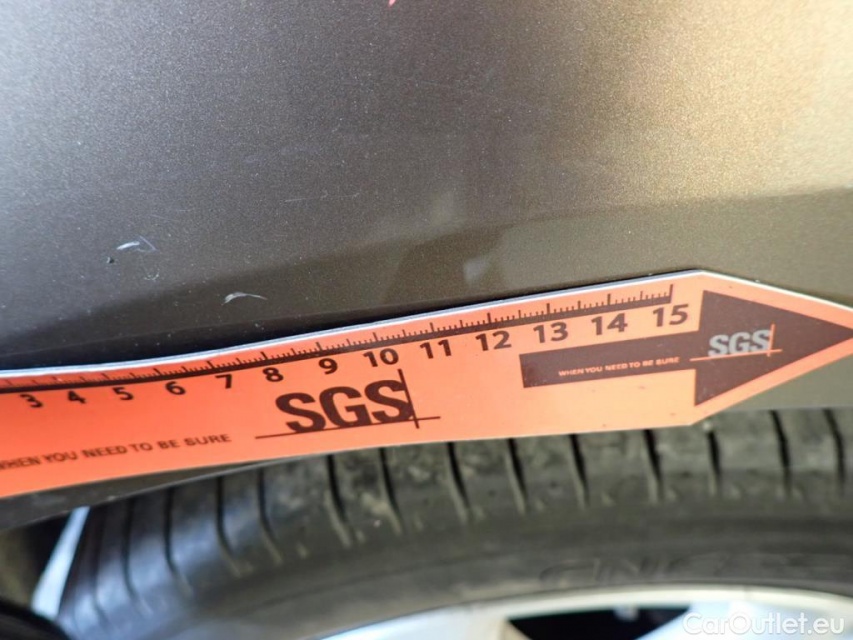 3 4 5 6 7 8 9 10 11 12 13 14 15
WHEN YOU NEED TO BE SURE
SGS
WHEN YOU NEED TO BE SURE
SGS
CarOutlet.eu